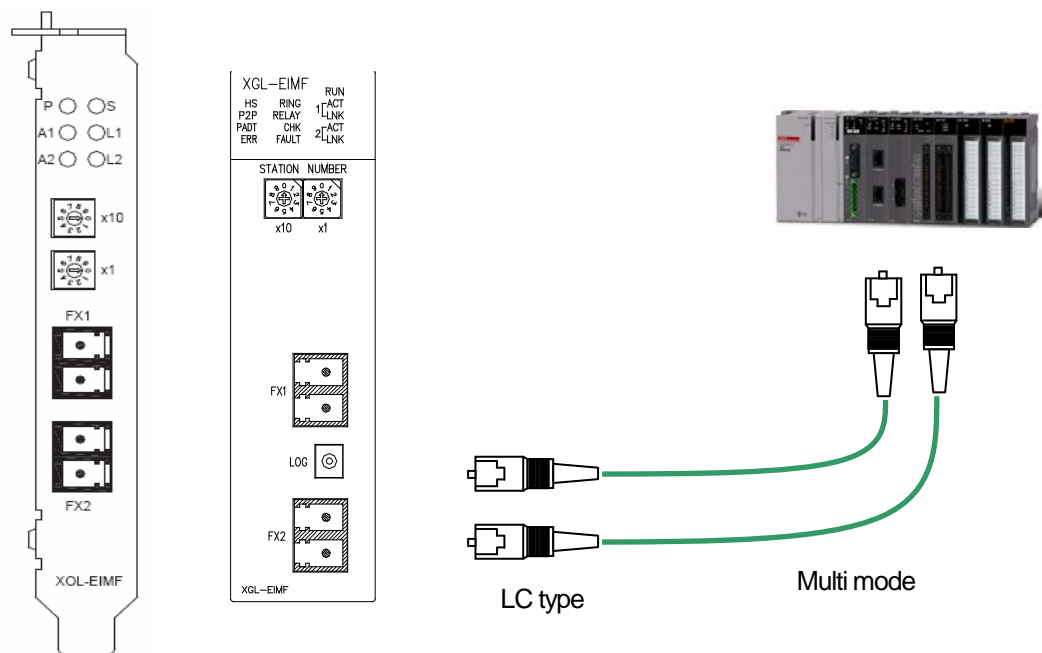 P S
A1 L1
A2 L2
x10
x1
FX1
FX2
XOL-EIMF
XGL-EIMF
RUN
HS RING 1 ACT
P2P RELAY LNK
PADT CHK 2 ACT
ERR FAULT LNK
STATION NUMBER
x10 x1
FX1
LOG
FX2
XGL-EIMF
LC type
Multi mode